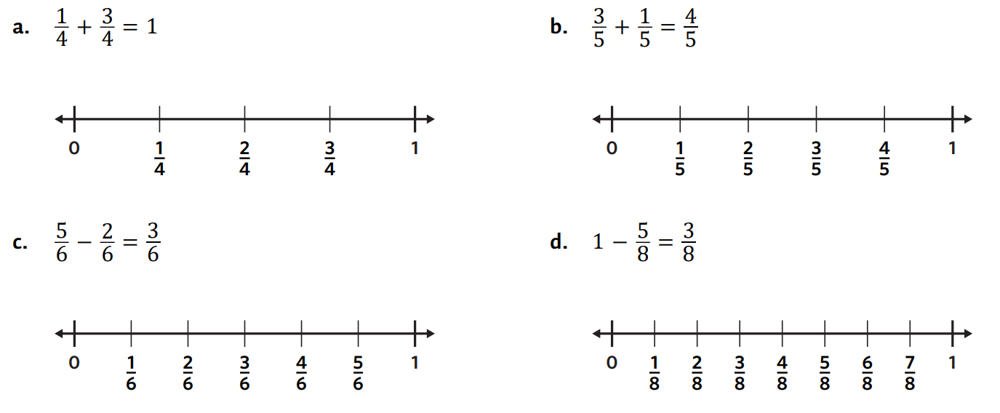 a. 1/4 + 3/4 = 1
b. 3/5 + 1/5 = 4/5
0 1/4 2/4 3/4 1
0 1/5 2/5 3/5 4/5 1
c. 5/6 − 2/6 = 3/6
d. 1 − 5/8 = 3/8
0 1/6 2/6 3/6 4/6 5/6 1
0 1/8 2/8 3/8 4/8 5/8 6/8 7/8 1